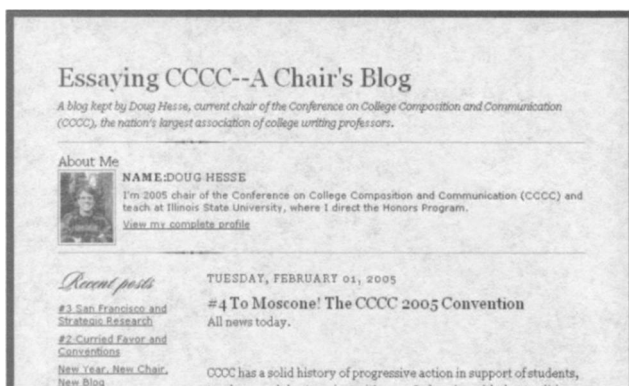 Essaying CCCC--A Chair's Blog
A blog kept by Doug Hesse, current chair of the Conference on College Composition and Communication
(CCCC), the nation's largest association of college writing professors.
About Me
NAME:DOUG HESSE
I'm 2005 chair of the Conference on College Composition and Communication (CCCC) and
teach at Illinois State University, where I direct the Honors Program.
View my complete profile
Recent posts
#3 San Francisco and
Strategic Research
#2 Curried Favor and
Conventions
New Year, New Chair,
New Blog
TUESDAY, FEBRUARY 01, 2005
#4 To Moscone! The CCCC 2005 Convention
All news today.
CCCC has a solid history of progressive action in support of students,